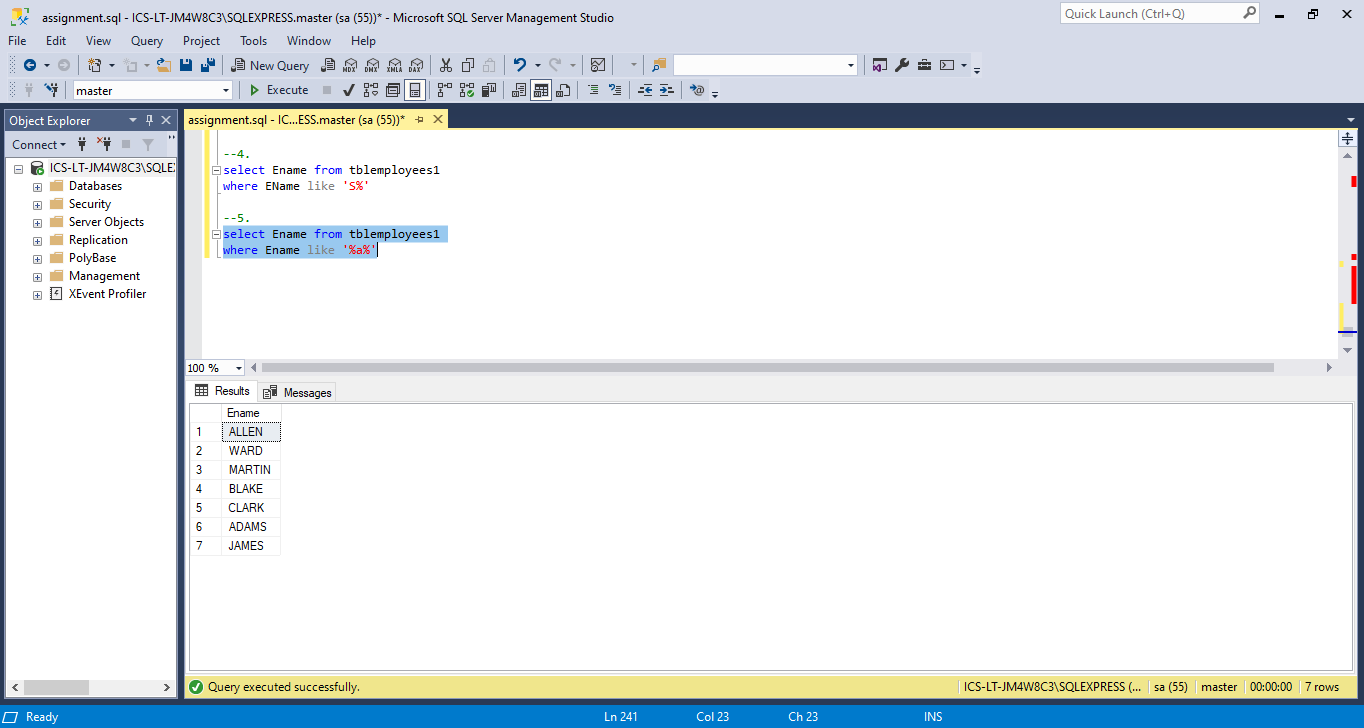 assignment.sql - ICS-LT-JM4W8C3\SQLEXPRESS.master (sa (55))* - Microsoft SQL Server Management Studio
Quick Launch (Ctrl+Q)
File Edit View Query Project Tools Window Help
New Query MDX DMX XMLA DAX
master Execute
Object Explorer
assignment.sql - IC...ESS.master (sa (55))*
Connect
ICS-LT-JM4W8C3\SQLE
Databases
Security
Server Objects
Replication
PolyBase
Management
XEvent Profiler
--4.
select Ename from tblemployees1
where EName like 'S%'
--5.
select Ename from tblemployees1
where Ename like '%a%'
100 %
Results Messages
Ename
1 ALLEN
2 WARD
3 MARTIN
4 BLAKE
5 CLARK
6 ADAMS
7 JAMES
Query executed successfully. ICS-LT-JM4W8C3\SQLEXPRESS (... sa (55) master 00:00:00 7 rows
Ready Ln 241 Col 23 Ch 23 INS